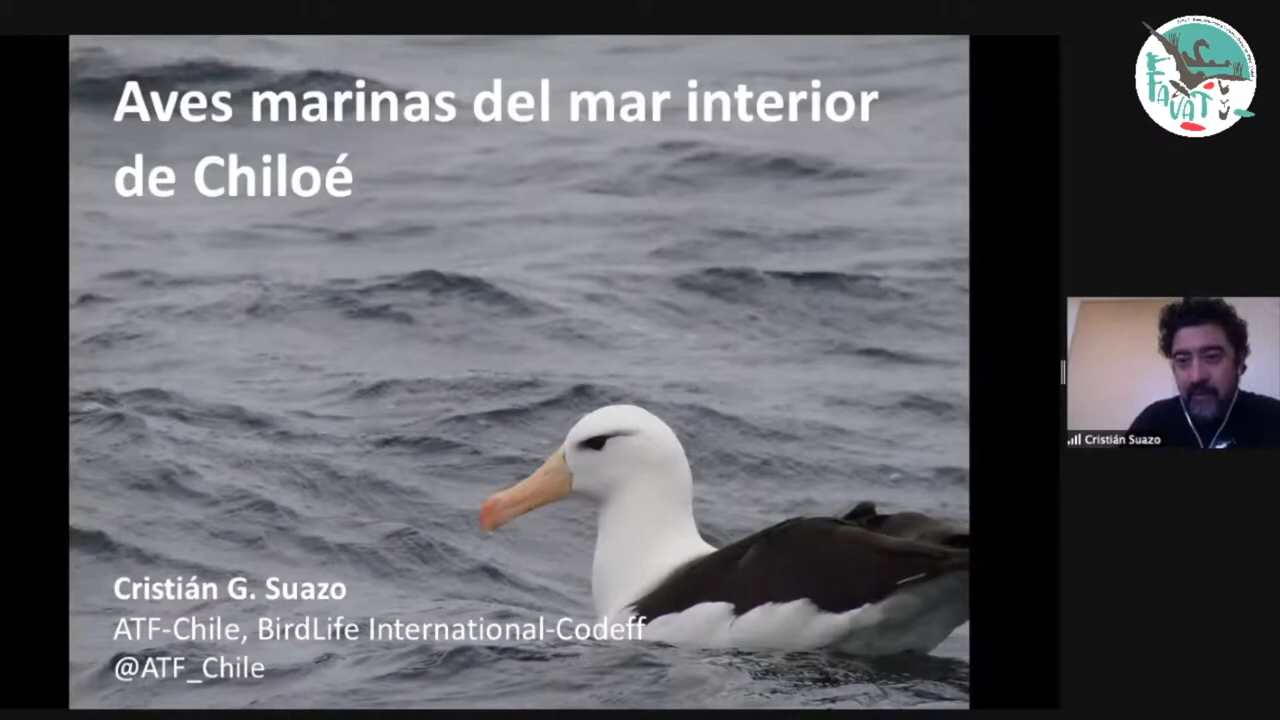 Aves marinas del mar interior
de Chiloé
Cristián G. Suazo
ATF-Chile, BirdLife International-Codeff
@ATF_Chile
Cristián Suazo